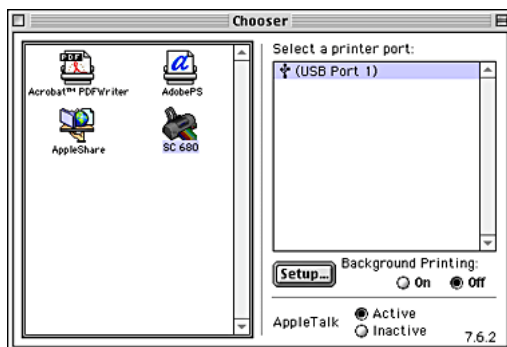 Chooser
PDF
Acrobat™ PDFWriter
a
AdobePS
AppleShare
SC 680
Select a printer port:
(USB Port 1)
Setup...
Background Printing:
On Off
AppleTalk
Active
Inactive
7.6.2